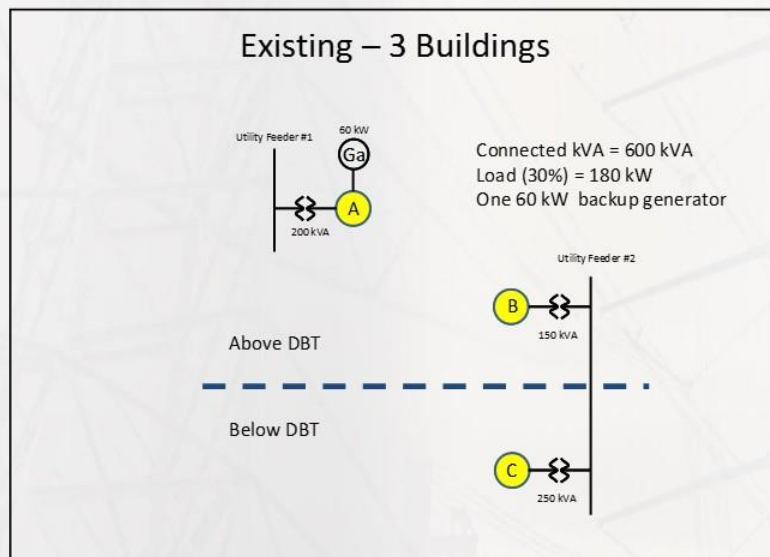 Existing – 3 Buildings
60 kW
Utility Feeder #1
Ga
A
200 kVA
Connected kVA = 600 kVA
Load (30%) = 180 kW
One 60 kW backup generator
Utility Feeder #2
B
150 kVA
Above DBT
Below DBT
C
250 kVA